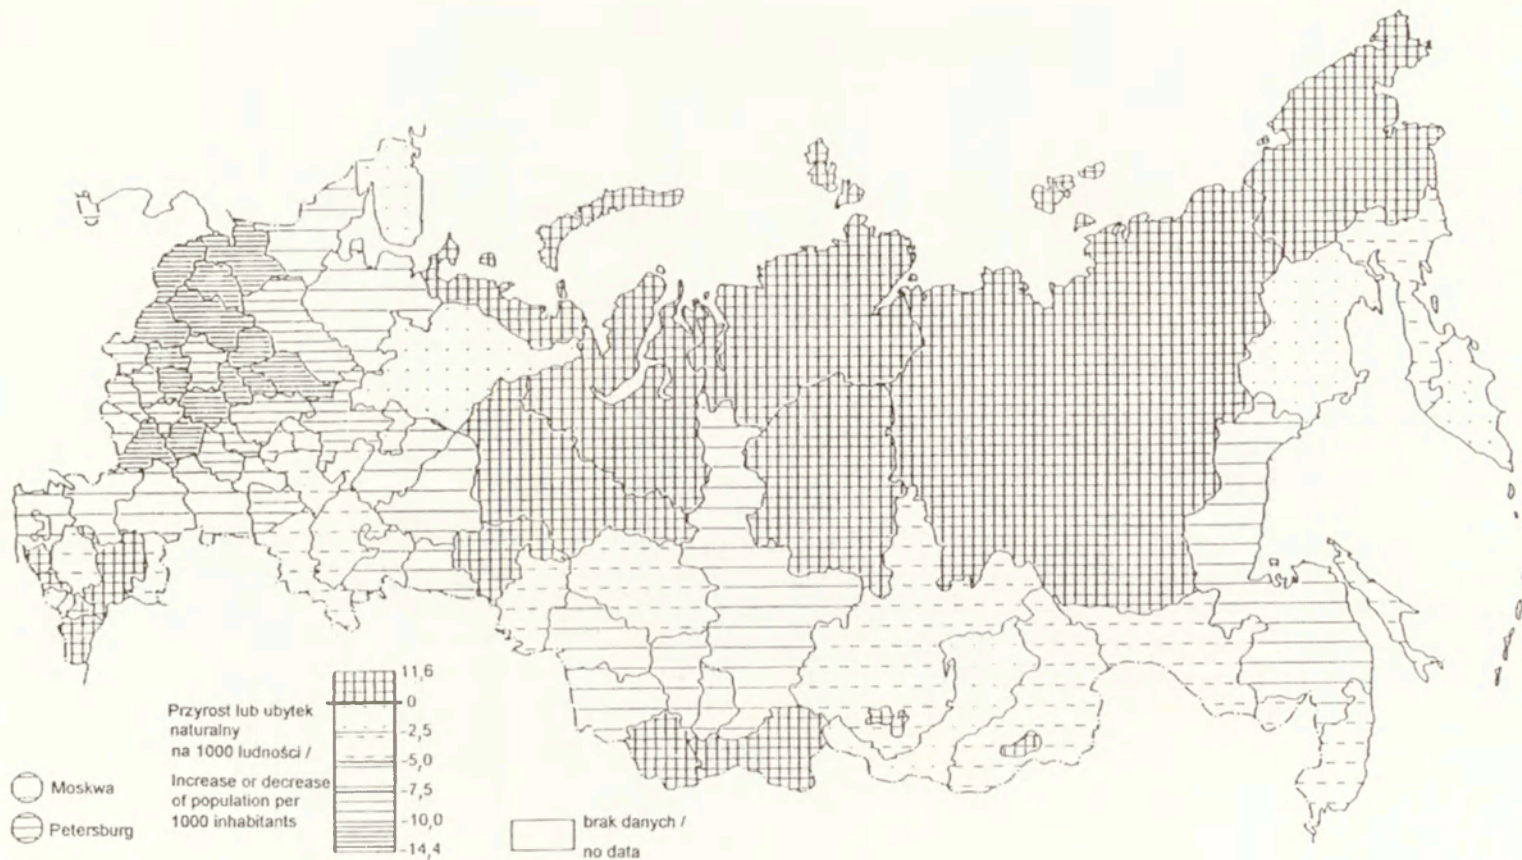 Przyrost lub ubytek
naturalny
na 1000 ludności /
Increase or decrease
of population per
1000 inhabitants
11,6
0
-2,5
-5,0
-7,5
-10,0
-14,4
Moskwa
Petersburg
brak danych /
no data